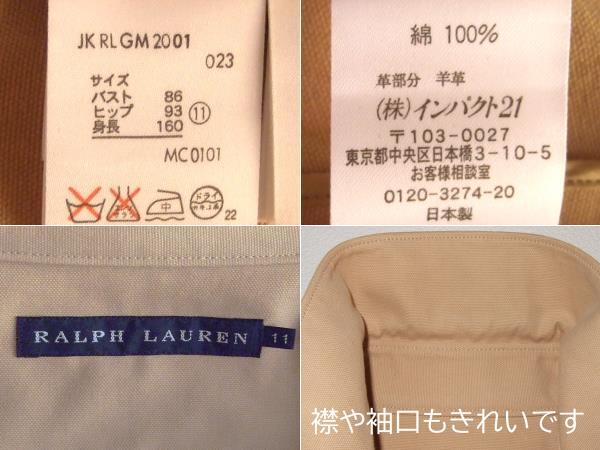 JK RL GM 2001
023
サイズ
バスト 86
ヒップ 93 ⑪
身長 160
MC0101
中
ドライ
22
綿 100%
革部分 羊革
(株)インパクト21
〒103-0027
東京都中央区日本橋3-10-5
お客様相談室
0120-3274-20
日本製
RALPH LAUREN 11
襟や袖口もきれいです